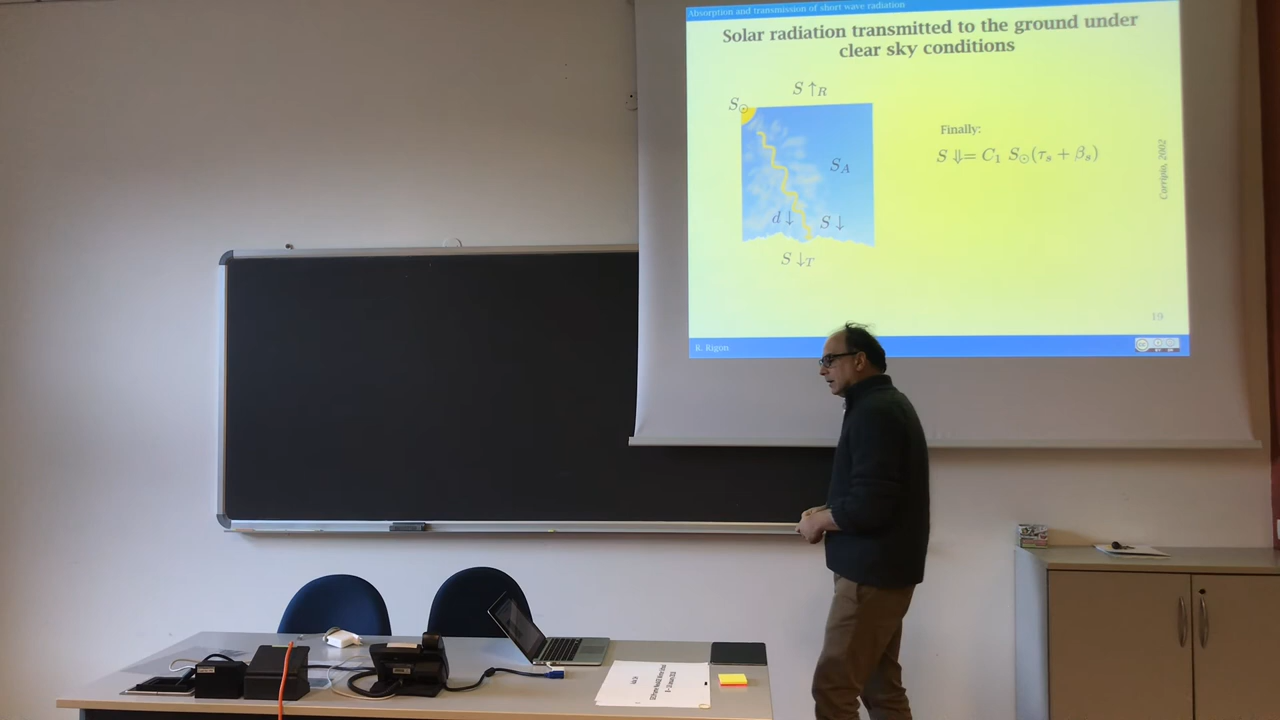 Absorption and transmission of short wave radiation
Solar radiation transmitted to the ground under
clear sky conditions
S ↑R
S⊙
SA
d ↓ S ↓
S ↓T
Finally:
S ⇓= C1 S⊙(τs + βs)
Corripio, 2002
19
R. Rigon